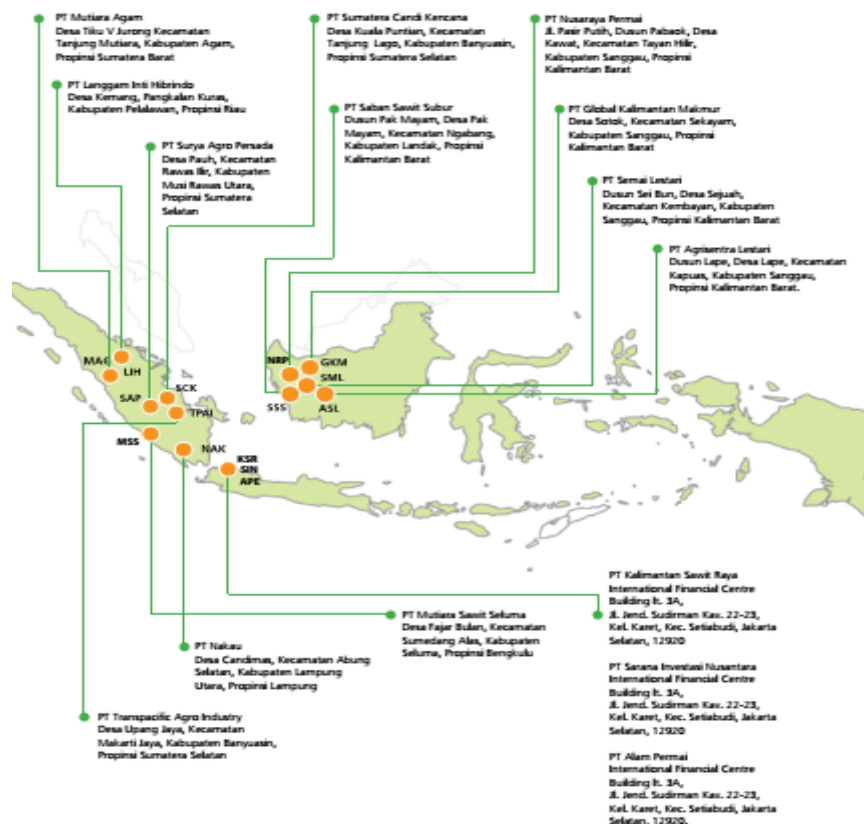 PT Mutiara Agam
Desa Tiku V Jurong Kecamatan
Tanjung Mutiara, Kabupaten Agam,
Propinsi Sumatera Barat
PT Langgam Inti Hibrindo
Desa Kemang, Pangkalan Kuras,
Kabupaten Pelalawan, Propinsi Riau
PT Surya Agro Persada
Desa Pauh, Kecamatan
Rawas Ilir, Kabupaten
Musi Rawas Utara,
Propinsi Sumatera
Selatan
PT Sumatera Candi Kencana
Desa Kuala Puntian, Kecamatan
Tanjung Lago, Kabupaten Banyuasin,
Propinsi Sumatera Selatan
PT Saban Sawit Subur
Dusun Pak Mayam, Desa Pak
Mayam, Kecamatan Ngabang,
Kabupaten Landak, Propinsi
Kalimantan Barat
PT Nusaraya Permai
Jl. Pasir Putih, Dusun Pabaok, Desa
Kawat, Kecamatan Tayan Hilir,
Kabupaten Sanggau, Propinsi
Kalimantan Barat
PT Global Kalimantan Makmur
Desa Sotok, Kecamatan Sekayam,
Kabupaten Sanggau, Propinsi
Kalimantan Barat
PT Semai Lestari
Dusun Sei Bun, Desa Sejuah,
Kecamatan Kembayan, Kabupaten
Sanggau, Propinsi Kalimantan Barat
PT Agrisentra Lestari
Dusun Lape, Desa Lape, Kecamatan
Kapuas, Kabupaten Sanggau,
Propinsi Kalimantan Barat.
MAG
LIH
SCK
SAP
TPAI
MSS
NAK
KSR
SIN
APE
NRP
GKM
SML
SSS
ASL
PT Kalimantan Sawit Raya
International Financial Centre
Building lt. 3A,
Jl. Jend. Sudirman Kav. 22-23,
Kel. Karet, Kec. Setiabudi, Jakarta
Selatan, 12920
PT Mutiara Sawit Seluma
Desa Fajar Bulan, Kecamatan
Sumedang Alas, Kabupaten
Seluma, Propinsi Bengkulu
PT Nakau
Desa Candimas, Kecamatan Abung
Selatan, Kabupaten Lampung
Utara, Propinsi Lampung
PT Sarana Investasi Nusantara
International Financial Centre
Building lt. 3A,
Jl. Jend. Sudirman Kav. 22-23,
Kel. Karet, Kec. Setiabudi, Jakarta
Selatan, 12920
PT Transpacific Agro Industry
Desa Upang Jaya, Kecamatan
Makarti Jaya, Kabupaten Banyuasin,
Propinsi Sumatera Selatan
PT Alam Permai
International Financial Centre
Building lt. 3A,
Jl. Jend. Sudirman Kav. 22-23,
Kel. Karet, Kec. Setiabudi, Jakarta
Selatan, 12920.